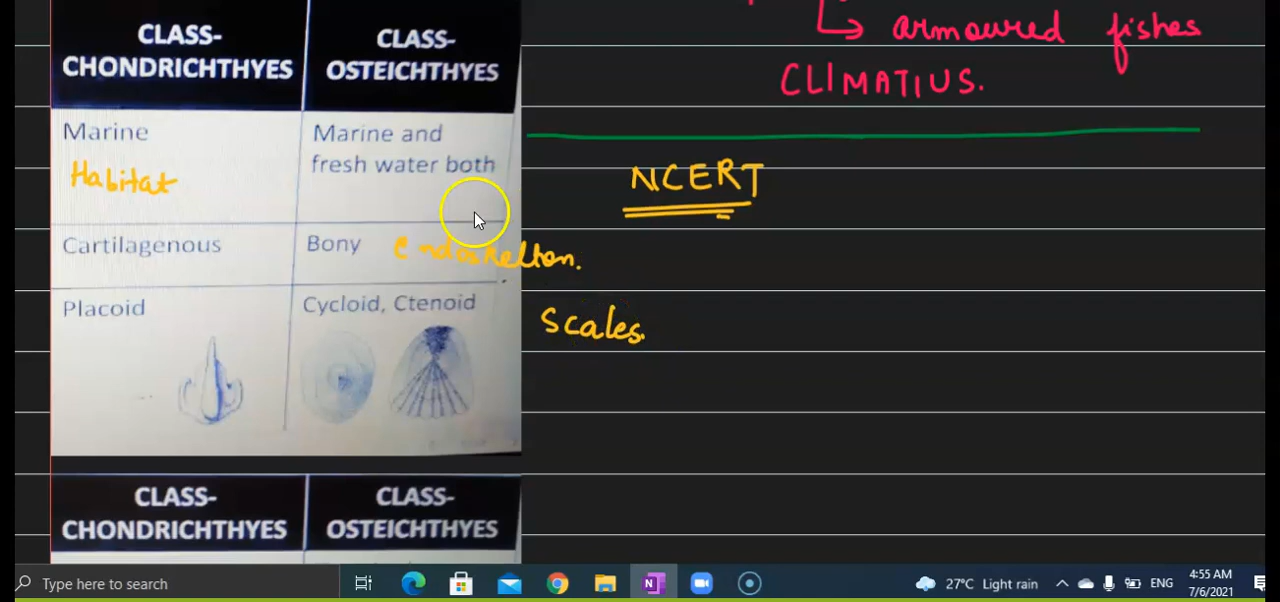 armoured fishes
CLIMATIUS.
CLASS-
CHONDRICHTHYES
CLASS-
OSTEICHTHYES
Marine
Habitat
Marine and
fresh water both
NCERT
Cartilagenous
Bony
endoskelton.
Placoid
Cycloid, Ctenoid
Scales.
CLASS-
CHONDRICHTHYES
CLASS-
OSTEICHTHYES
Type here to search
27°C Light rain
ENG
4:55 AM
7/6/2021